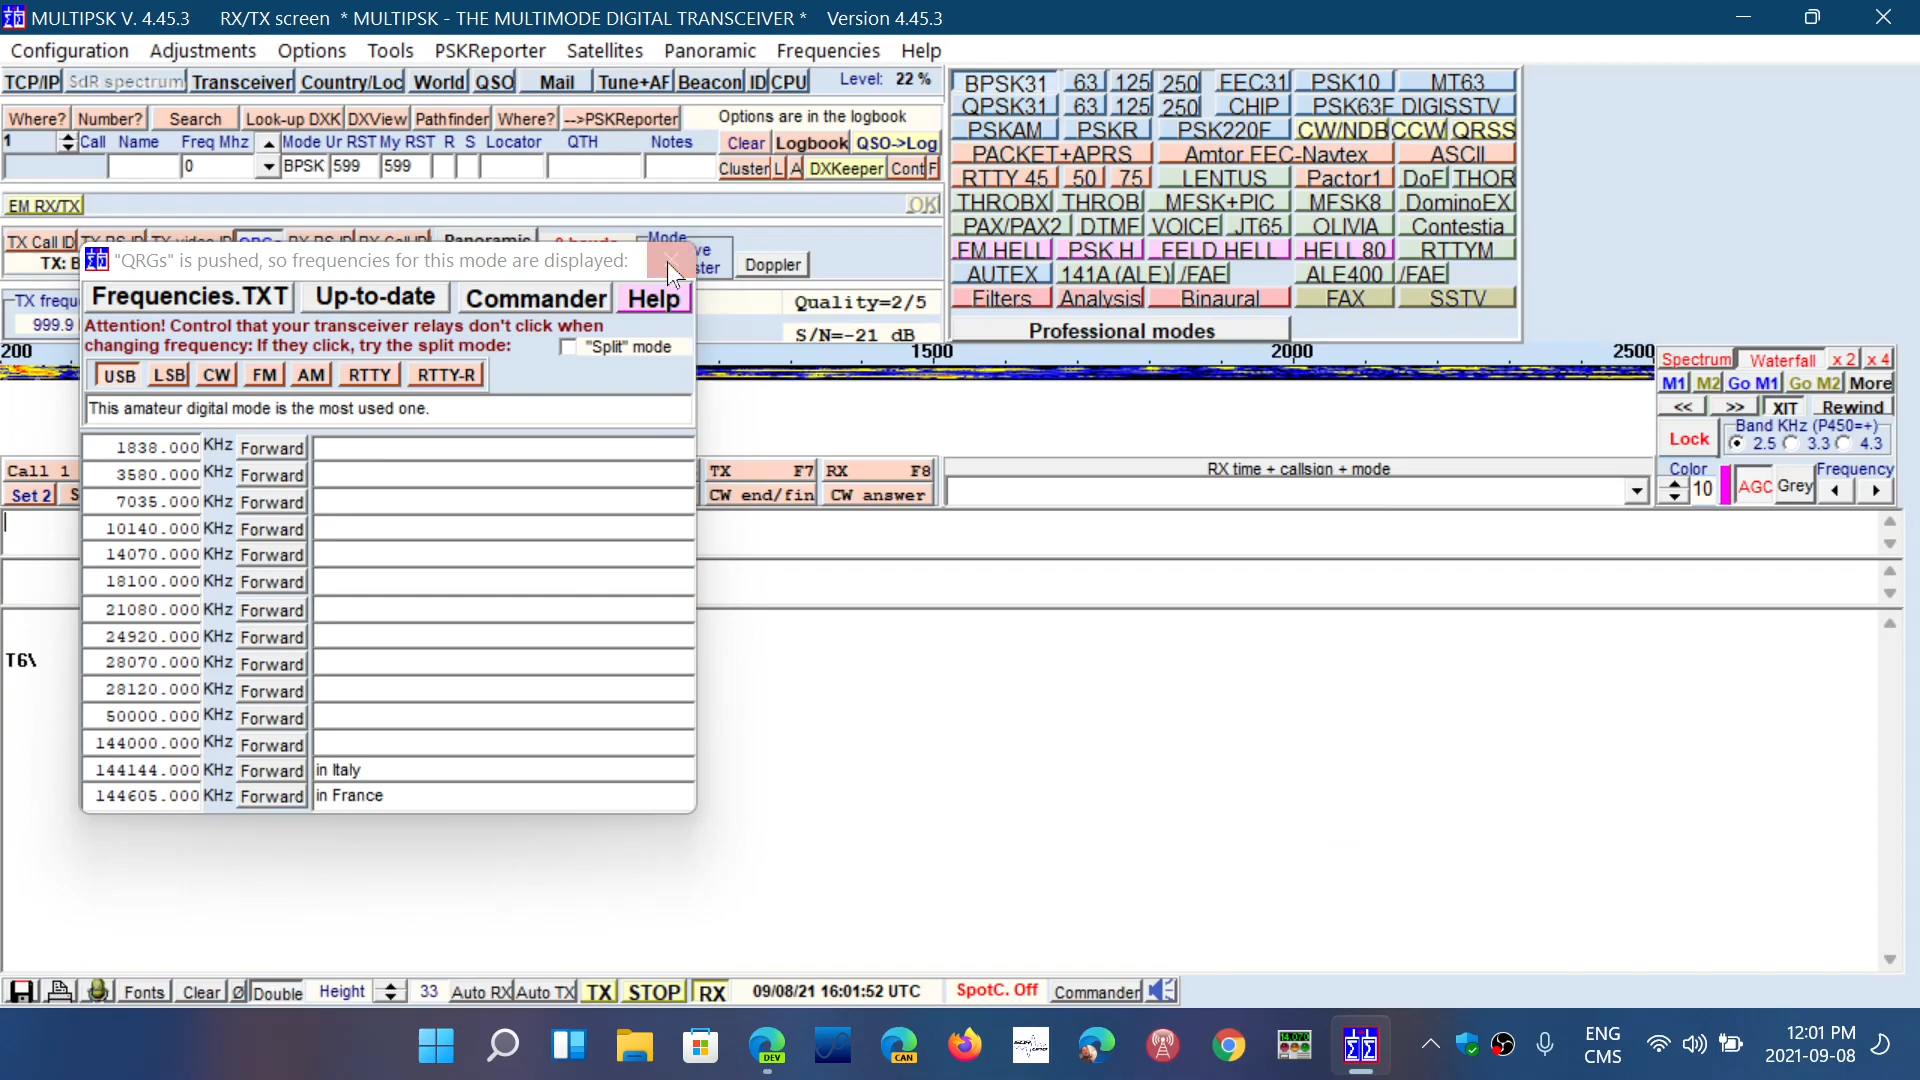 MULTIPSK V. 4.45.3 RX/TX screen * MULTIPSK - THE MULTIMODE DIGITAL TRANSCEIVER * Version 4.45.3
Configuration Adjustments Options Tools PSKReporter Satellites Panoramic Frequencies Help
TCP/IP SdR spectrum Transceiver Country/Loc World QSO Mail Tune+AF Beacon ID CPU Level: 22 %
Where? Number? Search Look-up DXK DXView Pathfinder Where? -->PSKReporter Options are in the logbook
1 Call Name Freq Mhz Mode Ur RST My RST R S Locator QTH Notes Clear Logbook QSO->Log
0 BPSK 599 599 Cluster L A DXKeeper Cont F
EM RX/TX OK
BPSK31 63 125 250 FEC31 PSK10 MT63
QPSK31 63 125 250 CHIP PSK63F DIGISSTV
PSKAM PSKR PSK220F CW/NDB CCW QRSS
PACKET+APRS Amtor FEC-Navtex ASCII
RTTY 45 50 75 LENTUS Pactor1 DoF THOR
THROBX THROB MFSK+PIC MFSK8 DominoEX
PAX/PAX2 DTMF VOICE JT65 OLIVIA Contestia
FM HELL PSK H FELD HELL HELL 80 RTTYM
AUTEX 141A (ALE) /FAE ALE400 /FAE
Filters Analysis Binaural FAX SSTV
Professional modes
TX Call ID
TX: B
Mode
Doppler
"QRGs" is pushed, so frequencies for this mode are displayed:
Frequencies.TXT Up-to-date Commander Help
Attention! Control that your transceiver relays don't click when
changing frequency: If they click, try the split mode: "Split" mode
USB LSB CW FM AM RTTY RTTY-R
This amateur digital mode is the most used one.
1838.000 KHz Forward
3580.000 KHz Forward
7035.000 KHz Forward
10140.000 KHz Forward
14070.000 KHz Forward
18100.000 KHz Forward
21080.000 KHz Forward
24920.000 KHz Forward
28070.000 KHz Forward
28120.000 KHz Forward
50000.000 KHz Forward
144000.000 KHz Forward
144144.000 KHz Forward in Italy
144605.000 KHz Forward in France
TX frequ
999.9
Quality=2/5
S/N=-21 dB
200 1500 2000 2500
Spectrum Waterfall x 2 x 4
M1 M2 Go M1 Go M2 More
<< >> XIT Rewind
Lock Band KHz (P450=+)
2.5 3.3 4.3
Color Frequency
10 AGC Grey
Call 1 TX F7 RX F8 RX time + callsion + mode
Set 2 S CW end/fin CW answer
T6\
Fonts Clear Ø Double Height 33 Auto RX Auto TX TX STOP RX 09/08/21 16:01:52 UTC SpotC. Off Commander
DEV CAN 14.070 ENG
CMS
12:01 PM
2021-09-08